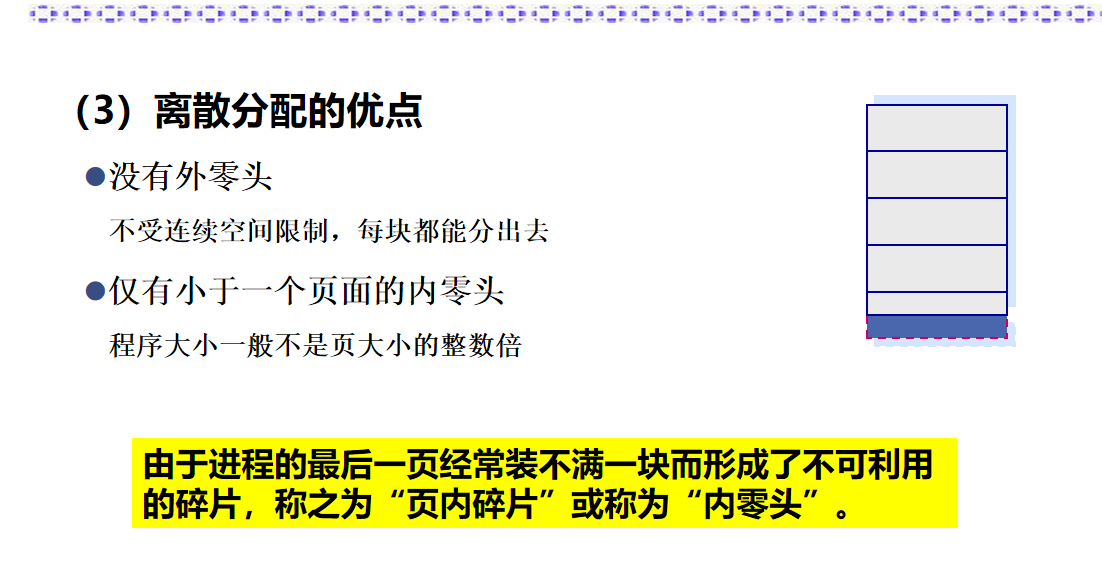 （3）离散分配的优点
●没有外零头
不受连续空间限制，每块都能分出去
●仅有小于一个页面的内零头
程序大小一般不是页大小的整数倍
由于进程的最后一页经常装不满一块而形成了不可利用
的碎片，称之为“页内碎片”或称为“内零头”。